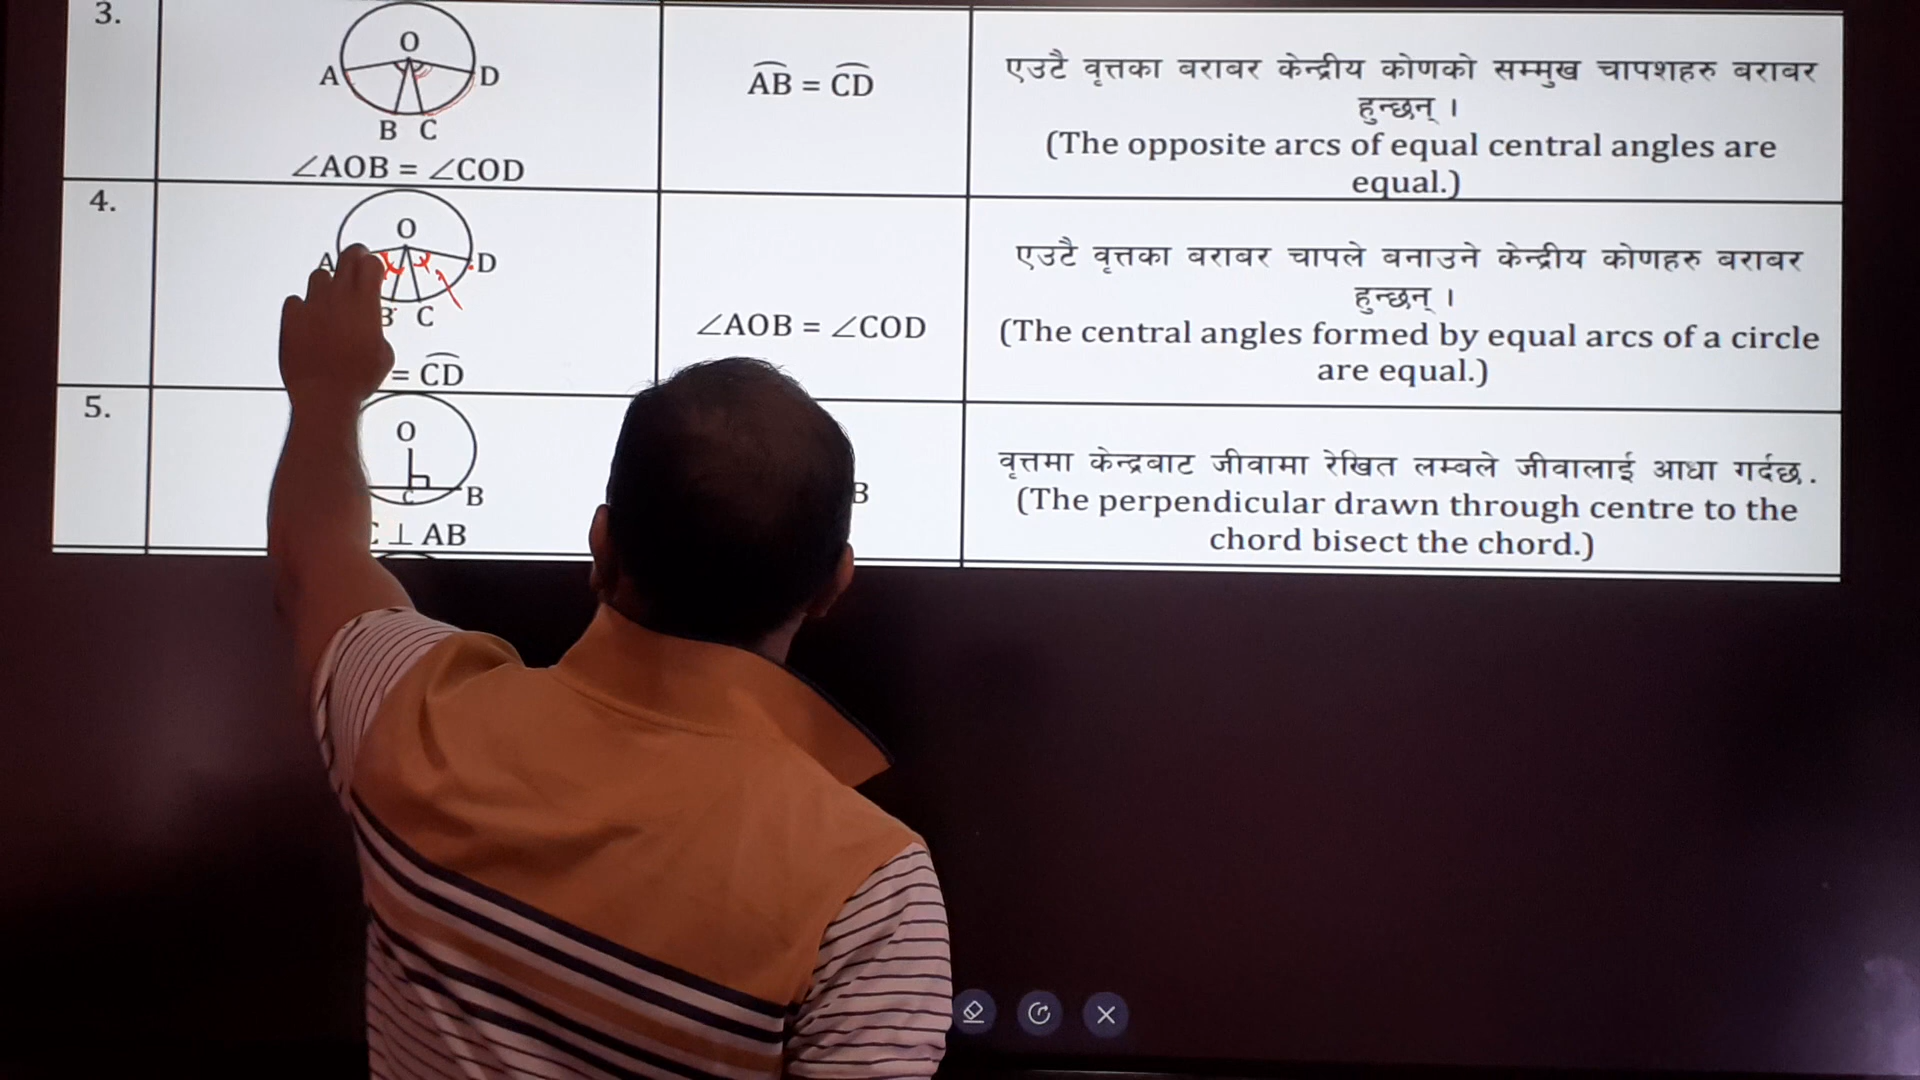 3.
O
A
D
B C
∠AOB = ∠COD
A͡B = C͡D
एउटै वृत्तका बराबर केन्द्रीय कोणको सम्मुख चापशहरु बराबर
हुन्छन् ।
(The opposite arcs of equal central angles are
equal.)
4.
O
A
D
B C
= C͡D
∠AOB = ∠COD
एउटै वृत्तका बराबर चापले बनाउने केन्द्रीय कोणहरु बराबर
हुन्छन् ।
(The central angles formed by equal arcs of a circle
are equal.)
5.
O
C
B
⊥ AB
B
वृत्तमा केन्द्रबाट जीवामा रेखित लम्बले जीवालाई आधा गर्दछ.
(The perpendicular drawn through centre to the
chord bisect the chord.)